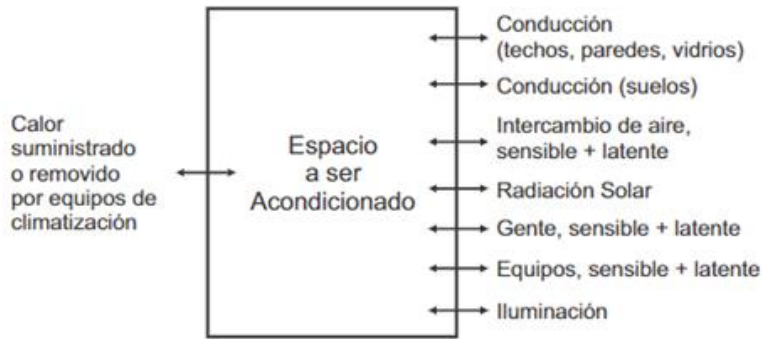 Calor
suministrado
o removido
por equipos de
climatización
Espacio
a ser
Acondicionado
Conducción
(techos, paredes, vidrios)
Conducción (suelos)
Intercambio de aire,
sensible + latente
Radiación Solar
Gente, sensible + latente
Equipos, sensible + latente
Iluminación